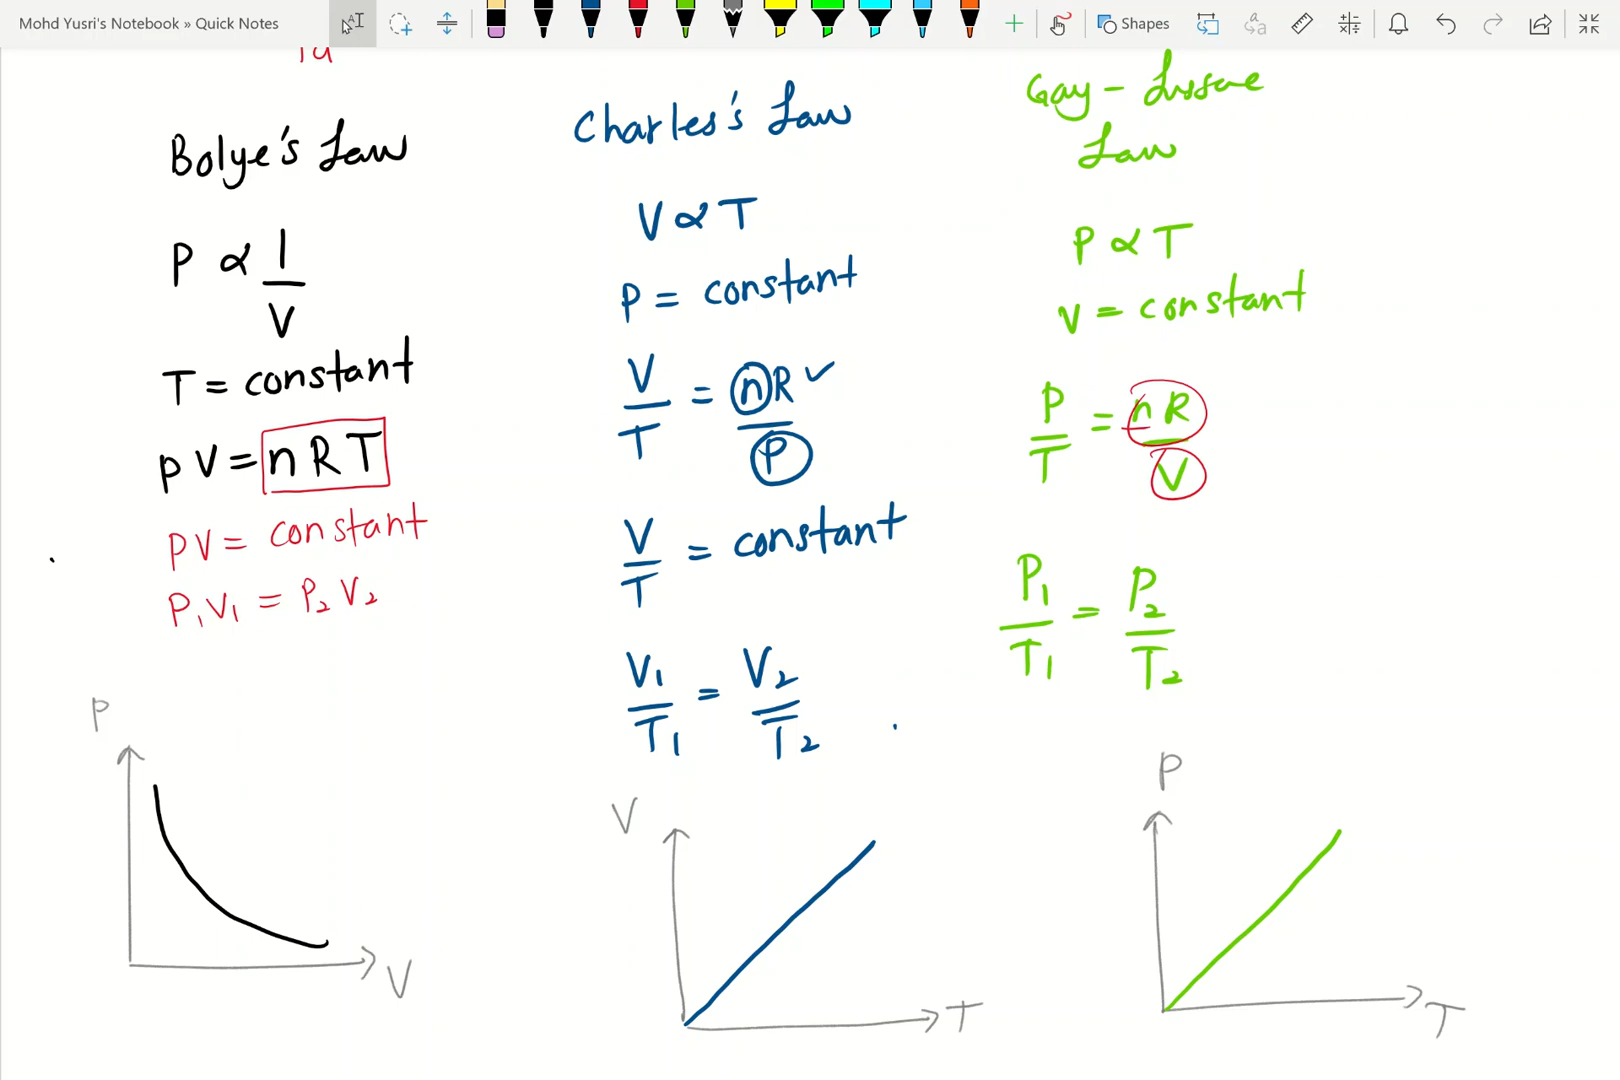 Mohd Yusri's Notebook » Quick Notes
Shapes
Bolye's Law
P ∝ 1/V
T = constant
PV = nRT
PV = constant
P₁V₁ = P₂V₂
P
V
Charles's Law
V ∝ T
P = constant
V/T = nR/P ✓
V/T = constant
V₁/T₁ = V₂/T₂
V
T
Gay - Lussac
Law
P ∝ T
V = constant
P/T = nR/V
P₁/T₁ = P₂/T₂
P
T